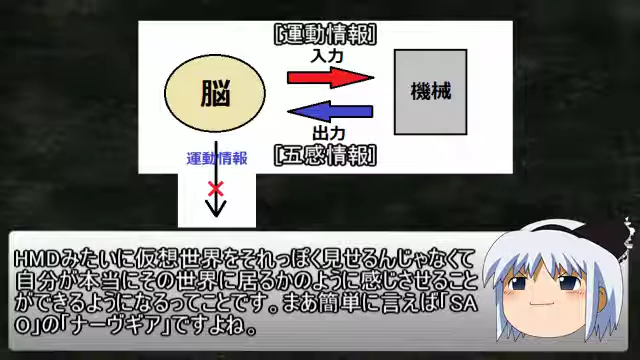 [運動情報]
入力
脳
機械
出力
[五感情報]
運動情報
HMDみたいに仮想世界をそれっぽく見せるんじゃなくて
自分が本当にその世界に居るかのように感じさせること
ができるようになるってことです。まあ簡単に言えば「SA
O」の「ナーヴギア」ですよね。